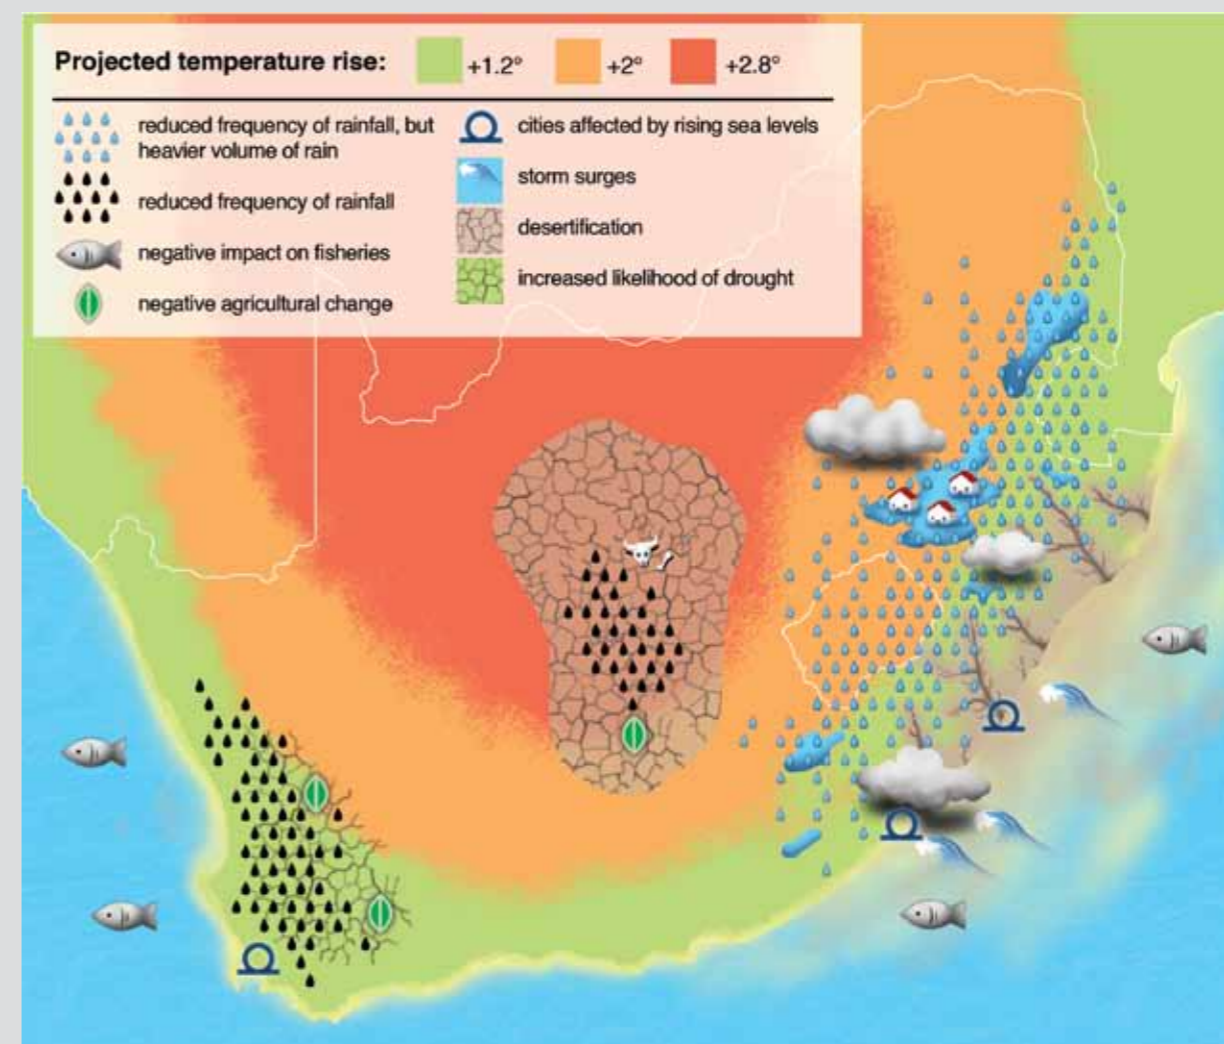 Projected temperature rise: +1.2° +2° +2.8°
reduced frequency of rainfall, but
heavier volume of rain
reduced frequency of rainfall
negative impact on fisheries
negative agricultural change
cities affected by rising sea levels
storm surges
desertification
increased likelihood of drought